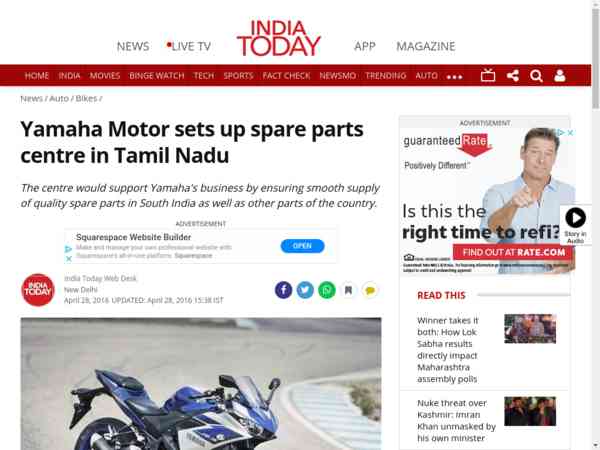 NEWS
LIVE TV
INDIA
TODAY
APP
MAGAZINE
HOME INDIA MOVIES BINGE WATCH TECH SPORTS FACT CHECK NEWSMO TRENDING AUTO
News / Auto / Bikes /
Yamaha Motor sets up spare parts
centre in Tamil Nadu
The centre would support Yamaha's business by ensuring smooth supply
of quality spare parts in South India as well as other parts of the country.
ADVERTISEMENT
Squarespace Website Builder
Make and manage your own professional website with
Squarespace's all-in-one platform. Squarespace
OPEN
INDIA
TODAY
India Today Web Desk
New Delhi
April 28, 2016 UPDATED: April 28, 2016 15:38 IST
YAMAHA
ADVERTISEMENT
guaranteed Rate
Positively Different
Is this the
right time to refi?
FIND OUT AT RATE.COM
Story in
Audio
READ THIS
Winner takes it
both: How Lok
Sabha results
directly impact
Maharashtra
assembly polls
Nuke threat over
Kashmir: Imran
Khan unmasked by
his own minister